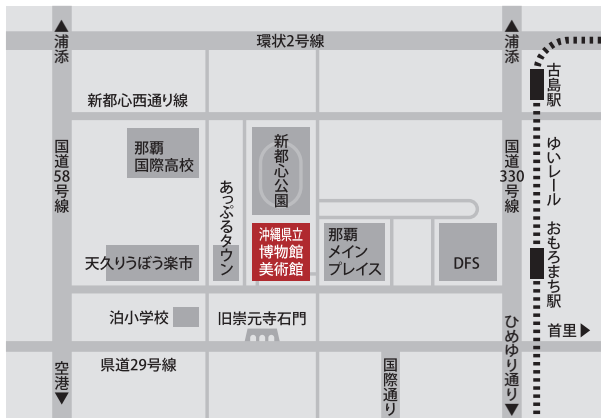 ▲浦添
環状2号線
▲浦添
古島駅
新都心西通り線
国道58号線
那覇
国際高校
新都心公園
国道330号線
ゆいレール
あっぷるタウン
沖縄県立
博物館
美術館
那覇
メイン
プレイス
DFS
おもろまち駅
天久りうぼう楽市
泊小学校
旧崇元寺石門
首里▶
県道29号線
空港▼
国際通り
ひめゆり通り▼